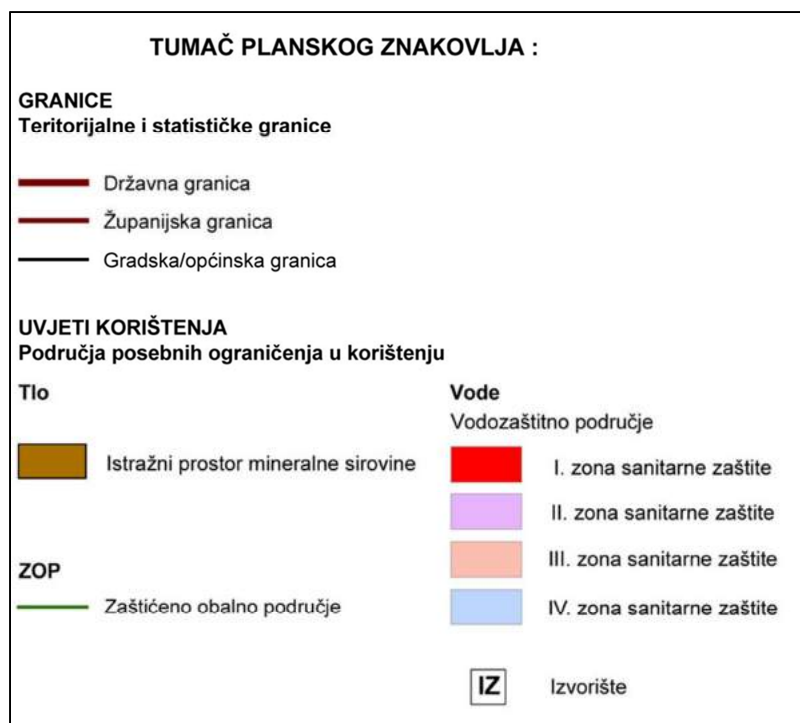 TUMAČ PLANSKOG ZNAKOVLJA :
GRANICE
Teritorijalne i statističke granice
Državna granica
Županijska granica
Gradska/općinska granica
UVJETI KORIŠTENJA
Područja posebnih ograničenja u korištenju
Tlo
Istražni prostor mineralne sirovine
ZOP
Zaštićeno obalno područje
Vode
Vodozaštitno područje
I. zona sanitarne zaštite
II. zona sanitarne zaštite
III. zona sanitarne zaštite
IV. zona sanitarne zaštite
IZ Izvorište